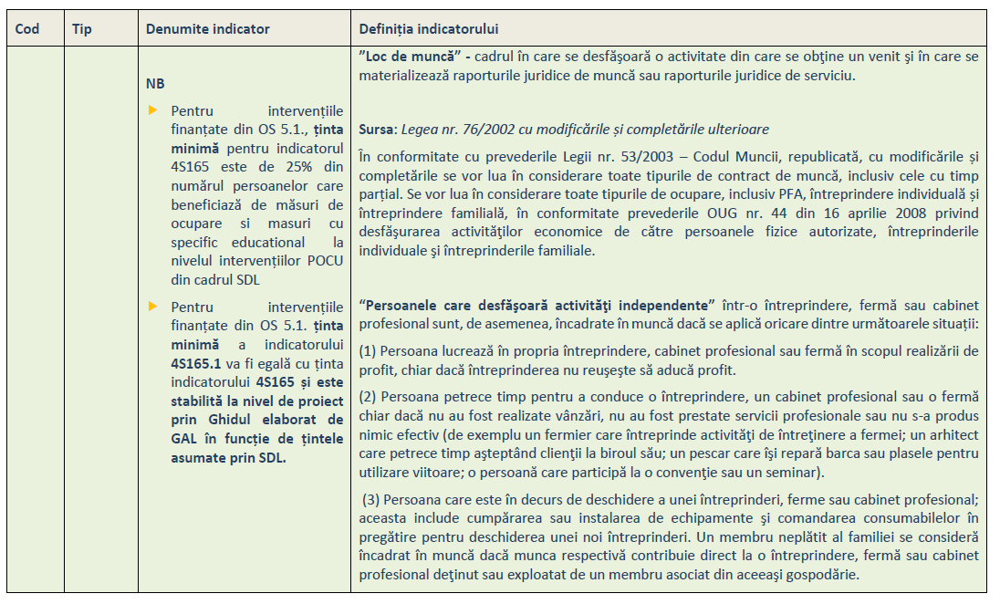 Cod
Tip
Denumite indicator
Definiția indicatorului
NB
Pentru intervențiile
finanțate din OS 5.1., ținta
minimă pentru indicatorul
4S165 este de 25% din
numărul persoanelor care
beneficiază de măsuri de
ocupare si masuri cu
specific educational la
nivelul intervențiilor POCU
din cadrul SDL
Pentru intervențiile
finanțate din OS 5.1. ținta
minimă a indicatorului
4S165.1 va fi egală cu ținta
indicatorului 4S165 și este
stabilită la nivel de proiect
prin Ghidul elaborat de
GAL în funcție de țintele
asumate prin SDL.
”Loc de muncă” - cadrul în care se desfăşoară o activitate din care se obţine un venit şi în care se
materializează raporturile juridice de muncă sau raporturile juridice de serviciu.
Sursa: Legea nr. 76/2002 cu modificările și completările ulterioare
În conformitate cu prevederile Legii nr. 53/2003 – Codul Muncii, republicată, cu modificările și
completările se vor lua în considerare toate tipurile de contract de muncă, inclusiv cele cu timp
parțial. Se vor lua în considerare toate tipurile de ocupare, inclusiv PFA, întreprindere individuală și
întreprindere familială, în conformitate prevederile OUG nr. 44 din 16 aprilie 2008 privind
desfăşurarea activităţilor economice de către persoanele fizice autorizate, întreprinderile
individuale şi întreprinderile familiale.
“Persoanele care desfăşoară activităţi independente” într-o întreprindere, fermă sau cabinet
profesional sunt, de asemenea, încadrate în muncă dacă se aplică oricare dintre următoarele situații:
(1) Persoana lucrează în propria întreprindere, cabinet profesional sau fermă în scopul realizării de
profit, chiar dacă întreprinderea nu reuşeşte să aducă profit.
(2) Persoana petrece timp pentru a conduce o întreprindere, un cabinet profesional sau o fermă
chiar dacă nu au fost realizate vânzări, nu au fost prestate servicii profesionale sau nu s-a produs
nimic efectiv (de exemplu un fermier care întreprinde activităţi de întreţinere a fermei; un arhitect
care petrece timp aşteptând clienţii la biroul său; un pescar care îşi repară barca sau plasele pentru
utilizare viitoare; o persoană care participă la o convenţie sau un seminar).
(3) Persoana care este în decurs de deschidere a unei întreprinderi, ferme sau cabinet profesional;
aceasta include cumpărarea sau instalarea de echipamente şi comandarea consumabilelor în
pregătire pentru deschiderea unei noi întreprinderi. Un membru neplătit al familiei se consideră
încadrat în muncă dacă munca respectivă contribuie direct la o întreprindere, fermă sau cabinet
profesional deţinut sau exploatat de un membru asociat din aceeaşi gospodărie.